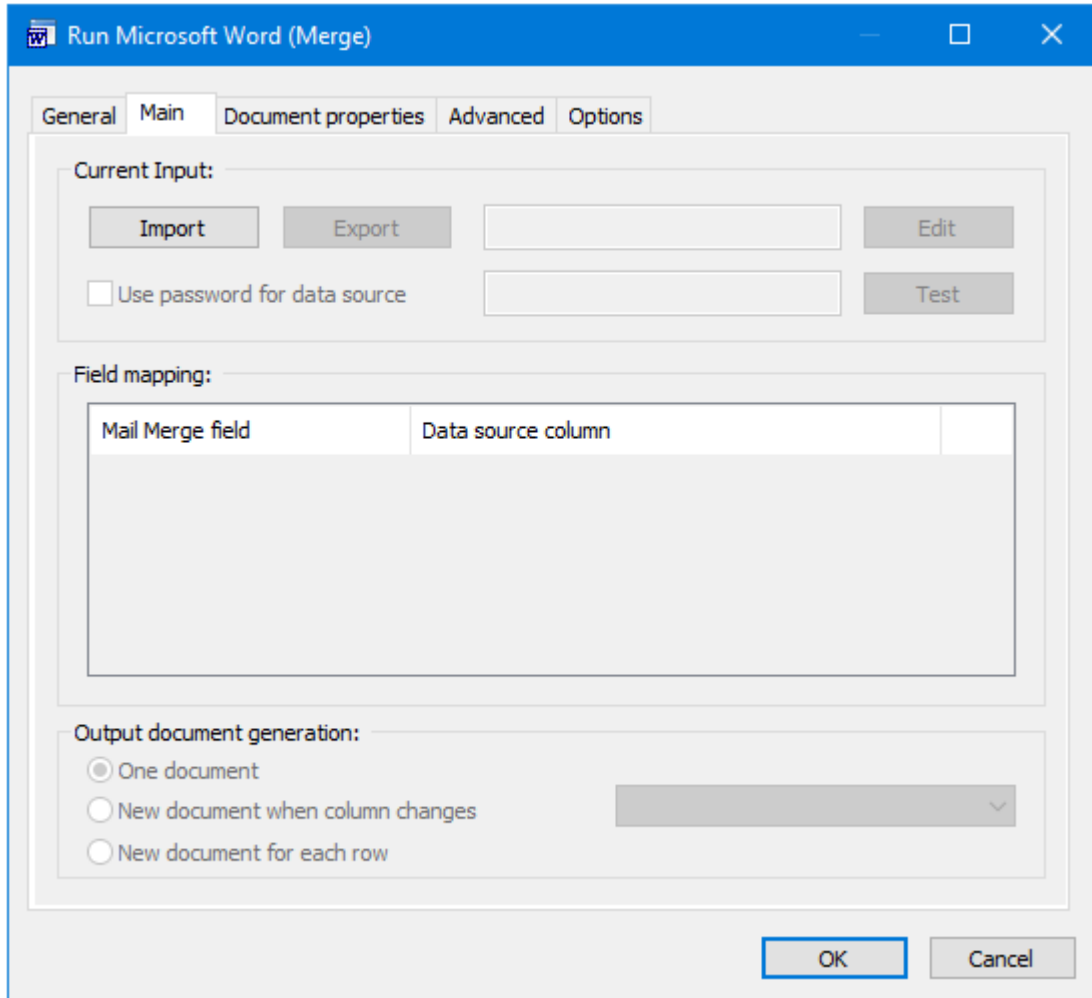 Run Microsoft Word (Merge)
General Main Document properties Advanced Options
Current Input:
Import Export Edit
Use password for data source Test
Field mapping:
Mail Merge field Data source column
Output document generation:
One document
New document when column changes
New document for each row
OK Cancel